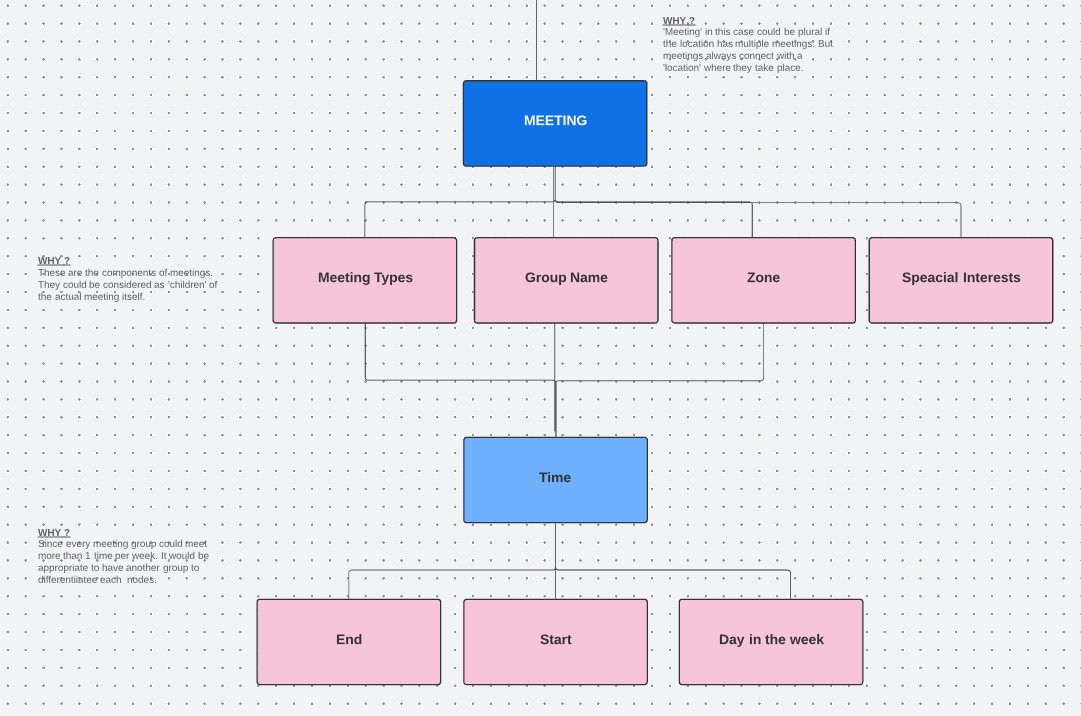 WHY ?
'Meeting' in this case could be plural if
the location has multiple meetings'. But
meetings always connect with a
'location' where they take place.
MEETING
WHY ?
These are the components of meetings.
They could be considered as 'children' of
the actual meeting itself.
Meeting Types
Group Name
Zone
Speacial Interests
Time
WHY ?
Since every meeting group could meet
more than 1 time per week. It would be
appropriate to have another group to
differentiiatee each nodes.
End
Start
Day in the week